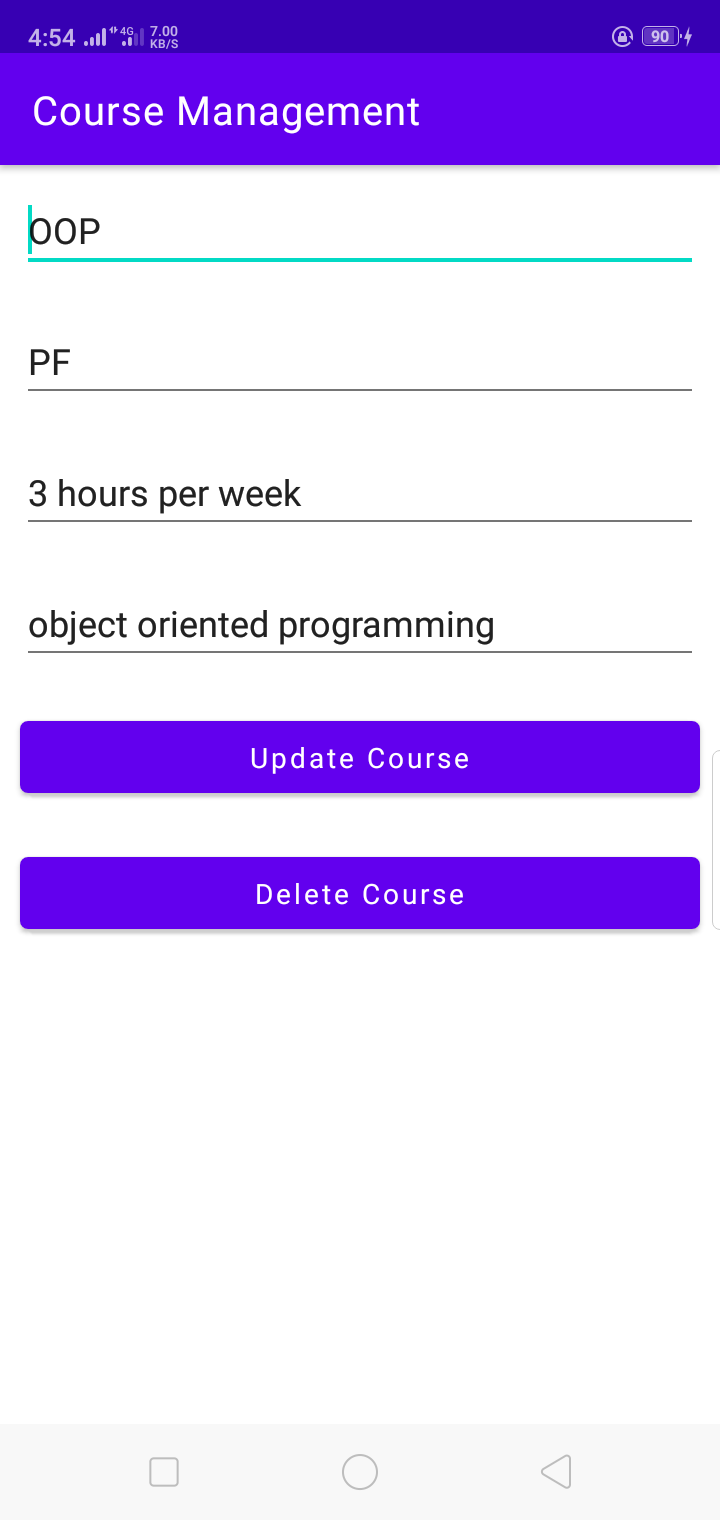 4:54 4G 7.00 KB/S 90
Course Management
OOP
PF
3 hours per week
object oriented programming
Update Course
Delete Course